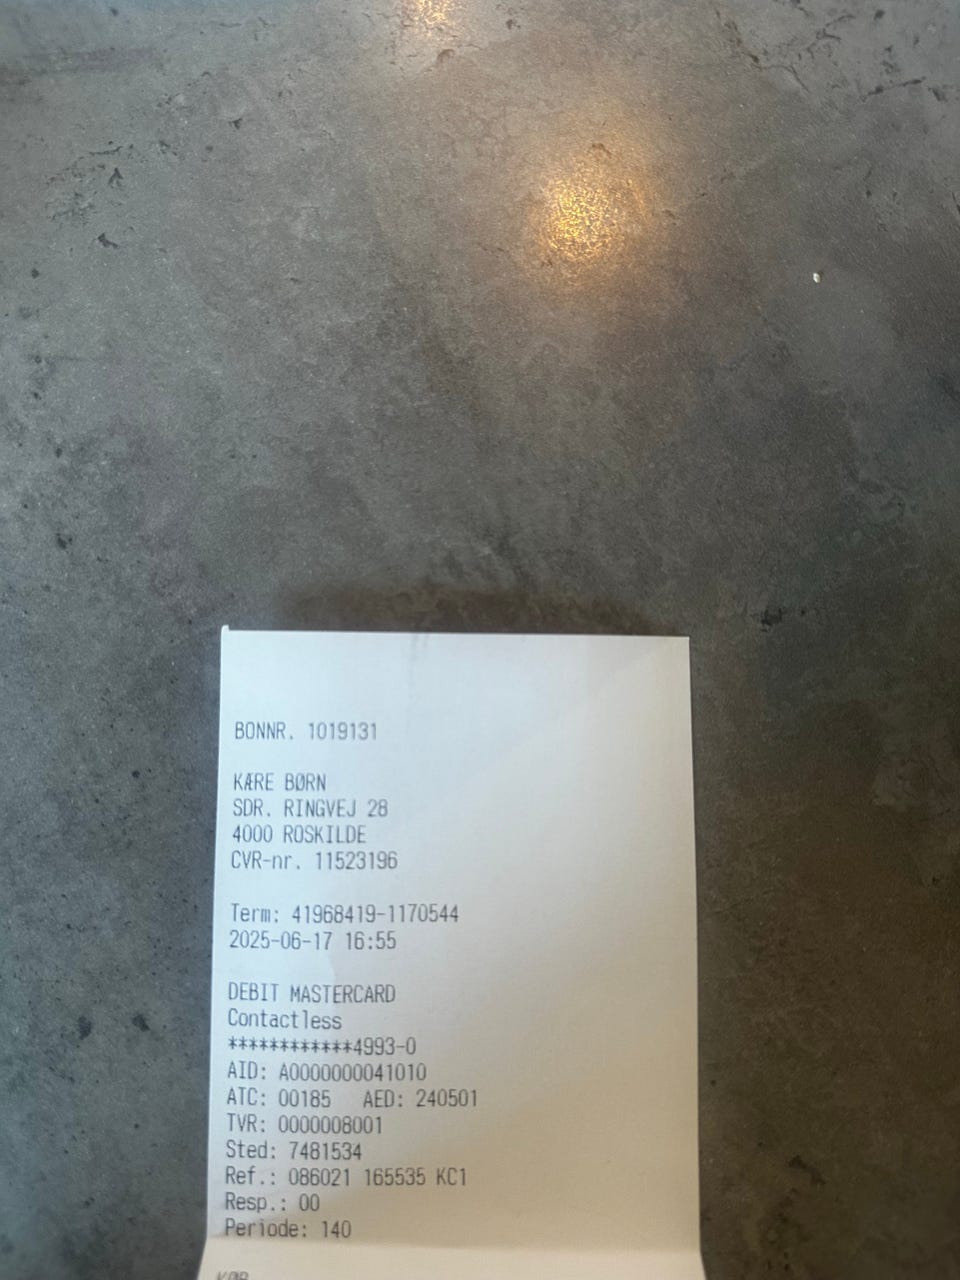 BONNR. 1019131
KÆRE BØRN
SDR. RINGVEJ 28
4000 ROSKILDE
CVR-nr. 11523196
Term: 41968419-1170544
2025-06-17 16:55
DEBIT MASTERCARD
Contactless
************4993-0
AID: A0000000041010
ATC: 00185   AED: 240501
TVR: 0000008001
Sted: 7481534
Ref.: 086021 165535 KC1
Resp.: 00
Periode: 140
KØB